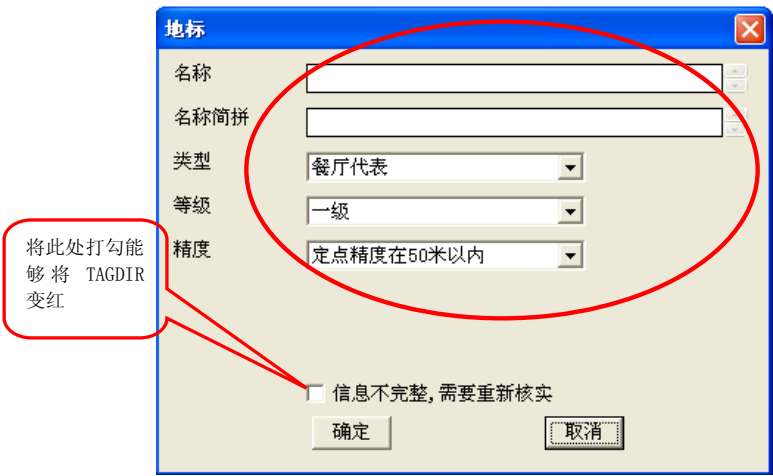 地标
名称
名称简拼
类型 餐厅代表
等级 一级
精度 定点精度在50米以内
将此处打勾能
够将 TAGDIR
变红
信息不完整,需要重新核实
确定 取消